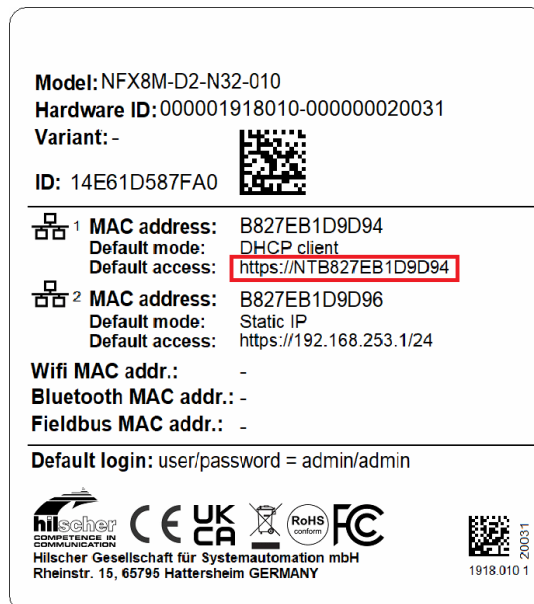 Model: NFX8M-D2-N32-010
Hardware ID: 000001918010-000000020031
Variant: -
ID: 14E61D587FA0
1 MAC address: B827EB1D9D94
Default mode: DHCP client
Default access: https://NTB827EB1D9D94
2 MAC address: B827EB1D9D96
Default mode: Static IP
Default access: https://192.168.253.1/24
Wifi MAC addr.: -
Bluetooth MAC addr.: -
Fieldbus MAC addr.: -
Default login: user/password = admin/admin
hilscher
COMPETENCE IN
COMMUNICATION
CE
UK
CA
RoHS
conform
FC
Hilscher Gesellschaft für Systemautomation mbH
Rheinstr. 15, 65795 Hattersheim GERMANY
20031
1918.010 1